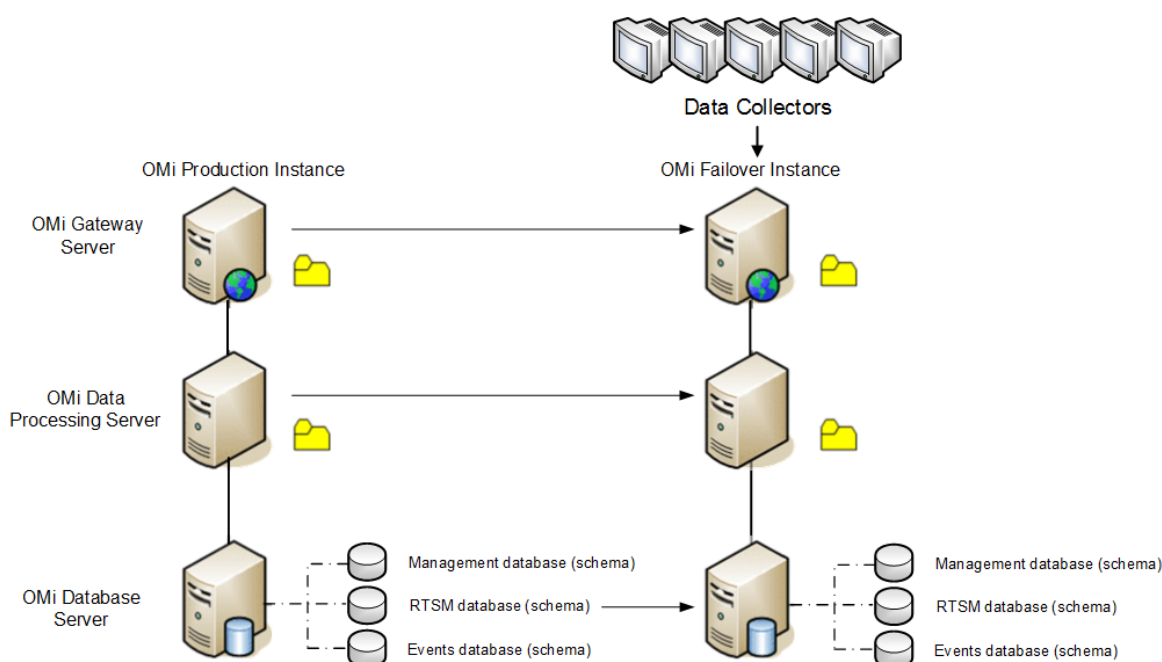 Data Collectors
OMi Production Instance
OMi Failover Instance
OMi Gateway
Server
OMi Data
Processing Server
OMi Database
Server
Management database (schema)
RTSM database (schema)
Events database (schema)
Management database (schema)
RTSM database (schema)
Events database (schema)